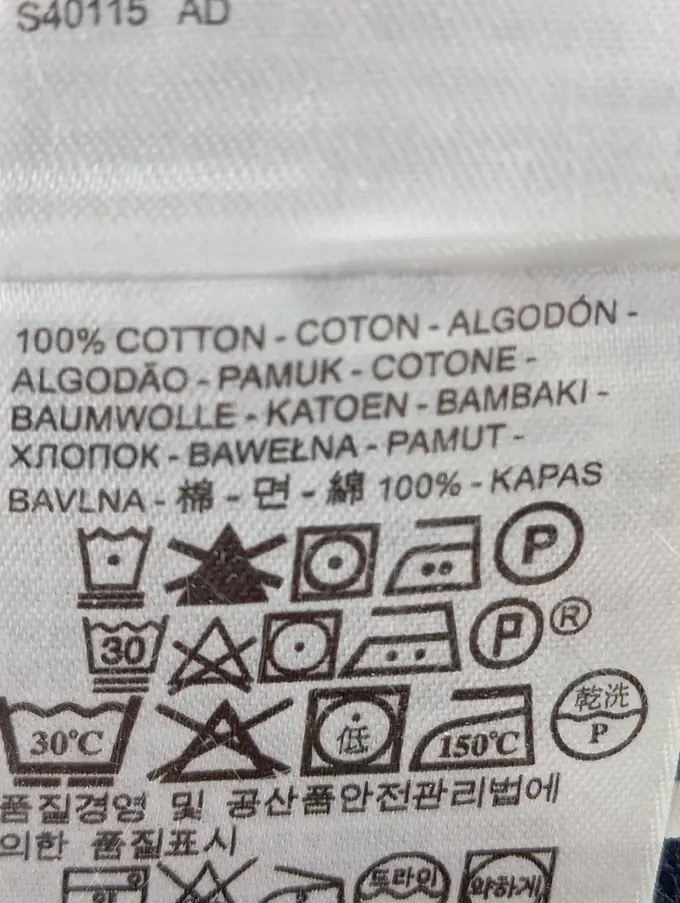 S40115 AD
100% COTTON - COTON - ALGODÓN -
ALGODÃO - PAMUK - COTONE -
BAUMWOLLE - KATOEN - BAMBAKI -
ХЛОПОК - BAWEŁNA - PAMUT -
BAVLNA - 棉 - 면 - 綿 100% - KAPAS
P
30 P ®
30°C 低 150°C 乾洗 P
품질경영 및 공산품안전관리법에
의한 품질표시
드라이 약하게